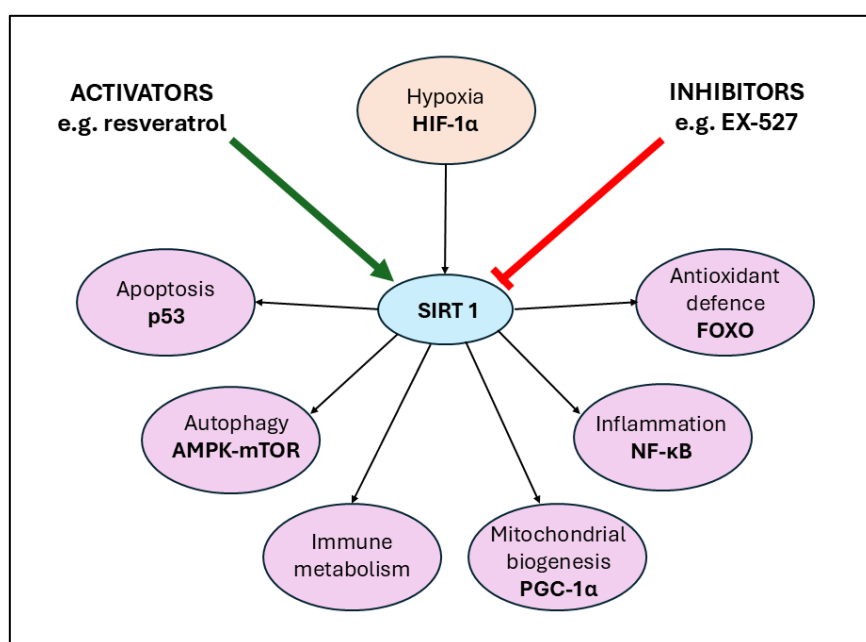 ACTIVATORS
e.g. resveratrol
Hypoxia
HIF-1α
INHIBITORS
e.g. EX-527
Apoptosis
p53
SIRT 1
Antioxidant
defence
FOXO
Autophagy
AMPK-mTOR
Inflammation
NF-κB
Immune
metabolism
Mitochondrial
biogenesis
PGC-1α